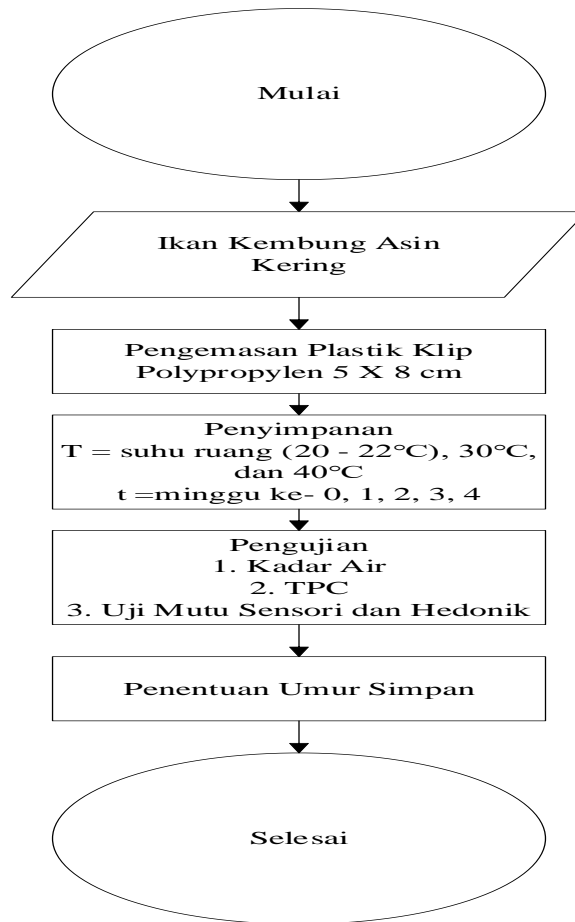 Mulai
Ikan Kembung Asin
Kering
Pengemasan Plastik Klip
Polypropylen 5 X 8 cm
Penyimpanan
T = suhu ruang (20 - 22°C), 30°C,
dan 40°C
t =minggu ke- 0, 1, 2, 3, 4
Pengujian
1. Kadar Air
2. TPC
3. Uji Mutu Sensori dan Hedonik
Penentuan Umur Simpan
Selesai